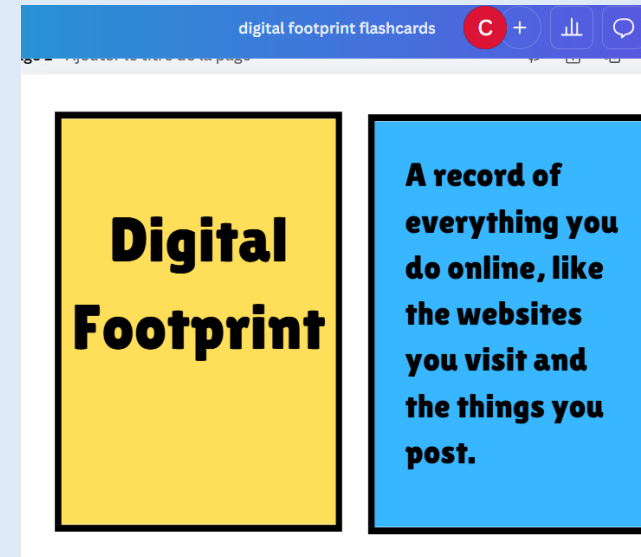 digital footprint flashcards
C
Digital
Footprint
A record of
everything you
do online, like
the websites
you visit and
the things you
post.